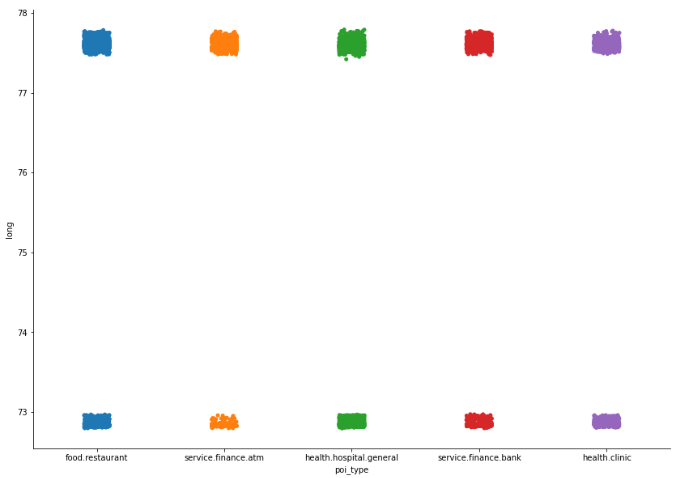 78
77
76
75
74
73
long
food.restaurant service.finance.atm health.hospital.general service.finance.bank health.clinic
poi_type